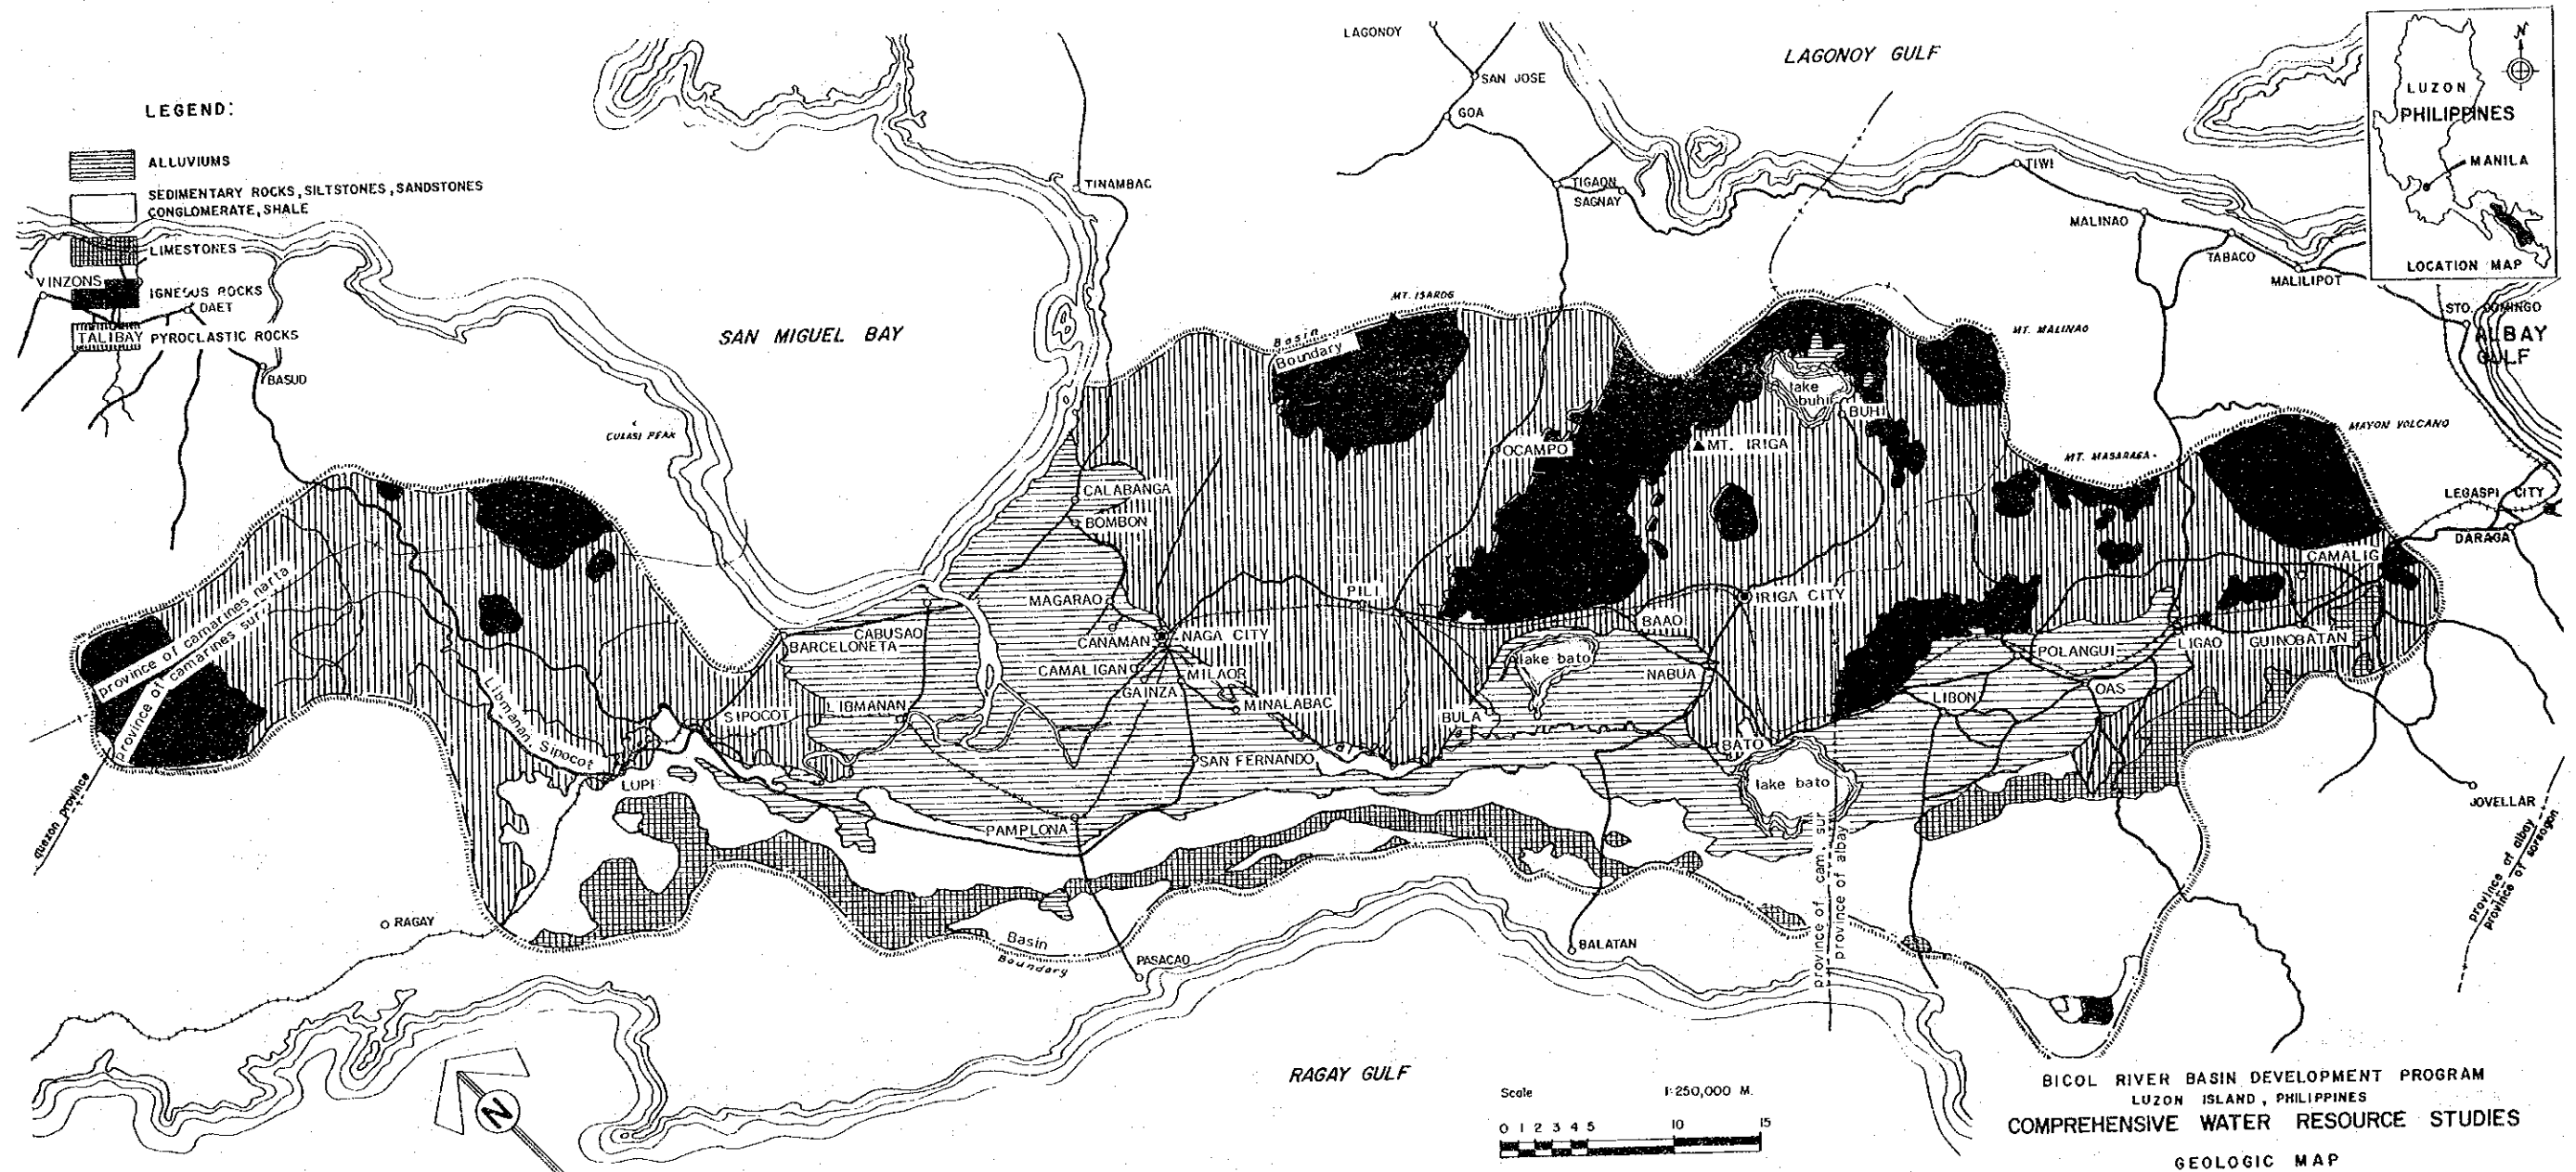 LEGEND:
ALLUVIUMS
SEDIMENTARY ROCKS, SILTSTONES, SANDSTONES
CONGLOMERATE, SHALE
LIMESTONES
IGNEOUS ROCKS
PYROCLASTIC ROCKS
VINZONS
DAET
TALIBAY
BASUD
CULASI PEAK
SAN MIGUEL BAY
TINAMBAC
LAGONOY
SAN JOSE
GOA
TIGAON
SAGNAY
LAGONOY GULF
TIWI
MALINAO
TABACO
MALILIPOT
STO. DOMINGO
ALBAY
GULF
N
LUZON
PHILIPPINES
MANILA
LOCATION MAP
MT. ISAROG
Basin
Boundary
MT. MALINAO
lake
buhi
BUHI
MT. IRIGA
OCAMPO
MT. MASARAGA
MAYON VOLCANO
LEGASPI CITY
DARAGA
CAMALIG
CALABANGA
BOMBON
MAGARAO
CANAMAN
NAGA CITY
CAMALIGAN
MILAOR
GAINZA
MINALABAC
PILI
BAAO
IRIGA CITY
lake bato
NABUA
BULA
BATO
lake bato
POLANGUI
LIGAO
GUINOBATAN
LIBON
OAS
CABUSAO
BARCELONETA
LIBMANAN
SIPOCOT
Libmanan, Sipocot
LUPI
SAN FERNANDO
PAMPLONA
province of camarines narta
province of camarines sur
quezon province
RAGAY
Basin
Boundary
PASACAO
BALATAN
province of cam. sur
province of albay
JOVELLAR
province of albay
province of sorsogon
RAGAY GULF
N
Scale 1:250,000 M.
0 1 2 3 4 5 10 15
BICOL RIVER BASIN DEVELOPMENT PROGRAM
LUZON ISLAND, PHILIPPINES
COMPREHENSIVE WATER RESOURCE STUDIES
GEOLOGIC MAP